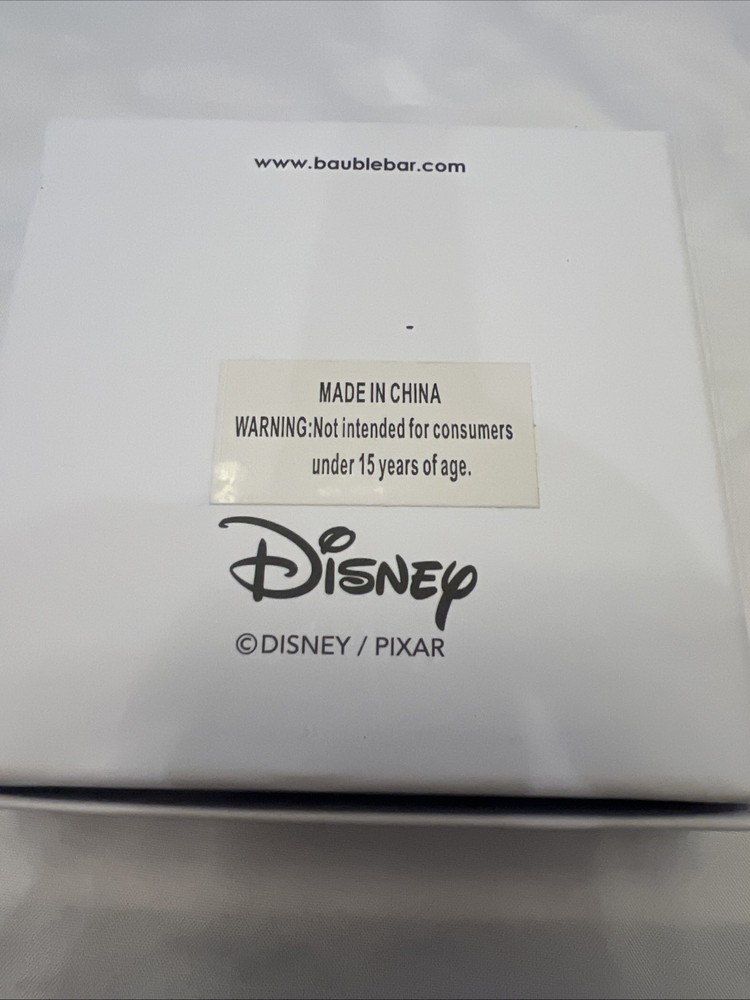 www.baublebar.com
MADE IN CHINA
WARNING:Not intended for consumers
under 15 years of age.
Disney
©DISNEY / PIXAR